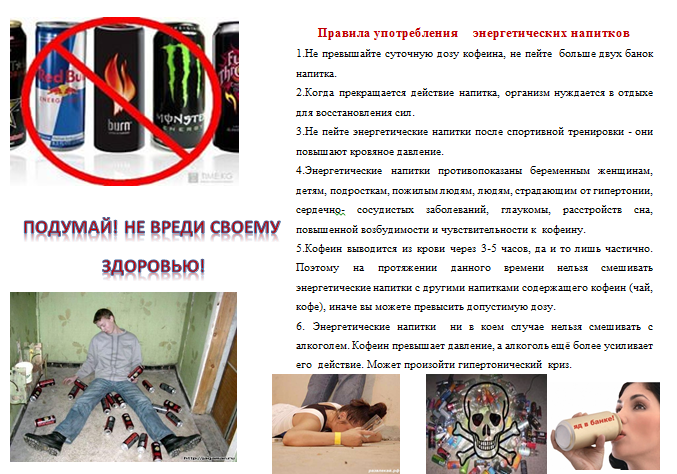 Red Bull
ENERGY
burn
MONSTER
ENERGY
Full
Throttle
TIME.KG
ПОДУМАЙ! НЕ ВРЕДИ СВОЕМУ
ЗДОРОВЬЮ!
Правила употребления энергетических напитков
1.Не превышайте суточную дозу кофеина, не пейте больше двух банок
напитка.
2.Когда прекращается действие напитка, организм нуждается в отдыхе
для восстановления сил.
3.Не пейте энергетические напитки после спортивной тренировки - они
повышают кровяное давление.
4.Энергетические напитки противопоказаны беременным женщинам,
детям, подросткам, пожилым людям, людям, страдающим от гипертонии,
сердечно- сосудистых заболеваний, глаукомы, расстройств сна,
повышенной возбудимости и чувствительности к кофеину.
5.Кофеин выводится из крови через 3-5 часов, да и то лишь частично.
Поэтому на протяжении данного времени нельзя смешивать
энергетические напитки с другими напитками содержащего кофеин (чай,
кофе), иначе вы можете превысить допустимую дозу.
6. Энергетические напитки ни в коем случае нельзя смешивать с
алкоголем. Кофеин превышает давление, а алкоголь ещё более усиливает
его действие. Может произойти гипертонический криз.
яд в банке!